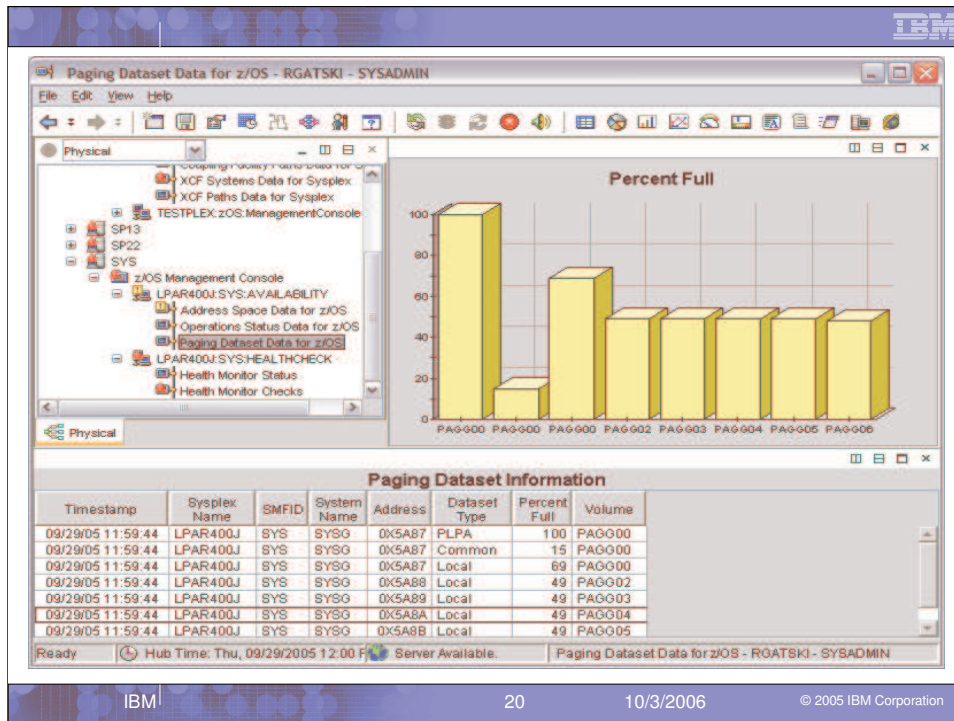 IBM
Paging Dataset Data for z/OS - RGATSKI - SYSADMIN
File Edit View Help
Physical
XCF Systems Data for Sysplex
XCF Paths Data for Sysplex
TESTPLEX:zOS:ManagementConsole
SP13
SP22
SYS
z/OS Management Console
LPAR400J:SYS:AVAILABILITY
Address Space Data for z/OS
Operations Status Data for z/OS
Paging Dataset Data for z/OS
LPAR400J:SYS:HEALTHCHECK
Health Monitor Status
Health Monitor Checks
Physical
Percent Full
100
80
60
40
20
0
PAGG00 PAGG00 PAGG00 PAGG02 PAGG03 PAGG04 PAGG05 PAGG06
Paging Dataset Information
Timestamp Sysplex Name SMFID System Name Address Dataset Type Percent Full Volume
09/29/05 11:59:44 LPAR400J SYS SYSG 0X5A87 PLPA 100 PAGG00
09/29/05 11:59:44 LPAR400J SYS SYSG 0X5A87 Common 15 PAGG00
09/29/05 11:59:44 LPAR400J SYS SYSG 0X5A87 Local 69 PAGG00
09/29/05 11:59:44 LPAR400J SYS SYSG 0X5A88 Local 49 PAGG02
09/29/05 11:59:44 LPAR400J SYS SYSG 0X5A89 Local 49 PAGG03
09/29/05 11:59:44 LPAR400J SYS SYSG 0X5A8A Local 49 PAGG04
09/29/05 11:59:44 LPAR400J SYS SYSG 0X5A8B Local 49 PAGG05
Ready Hub Time: Thu, 09/29/2005 12:00 Server Available. Paging Dataset Data for z/OS - RGATSKI - SYSADMIN
IBM 20 10/3/2006 © 2005 IBM Corporation